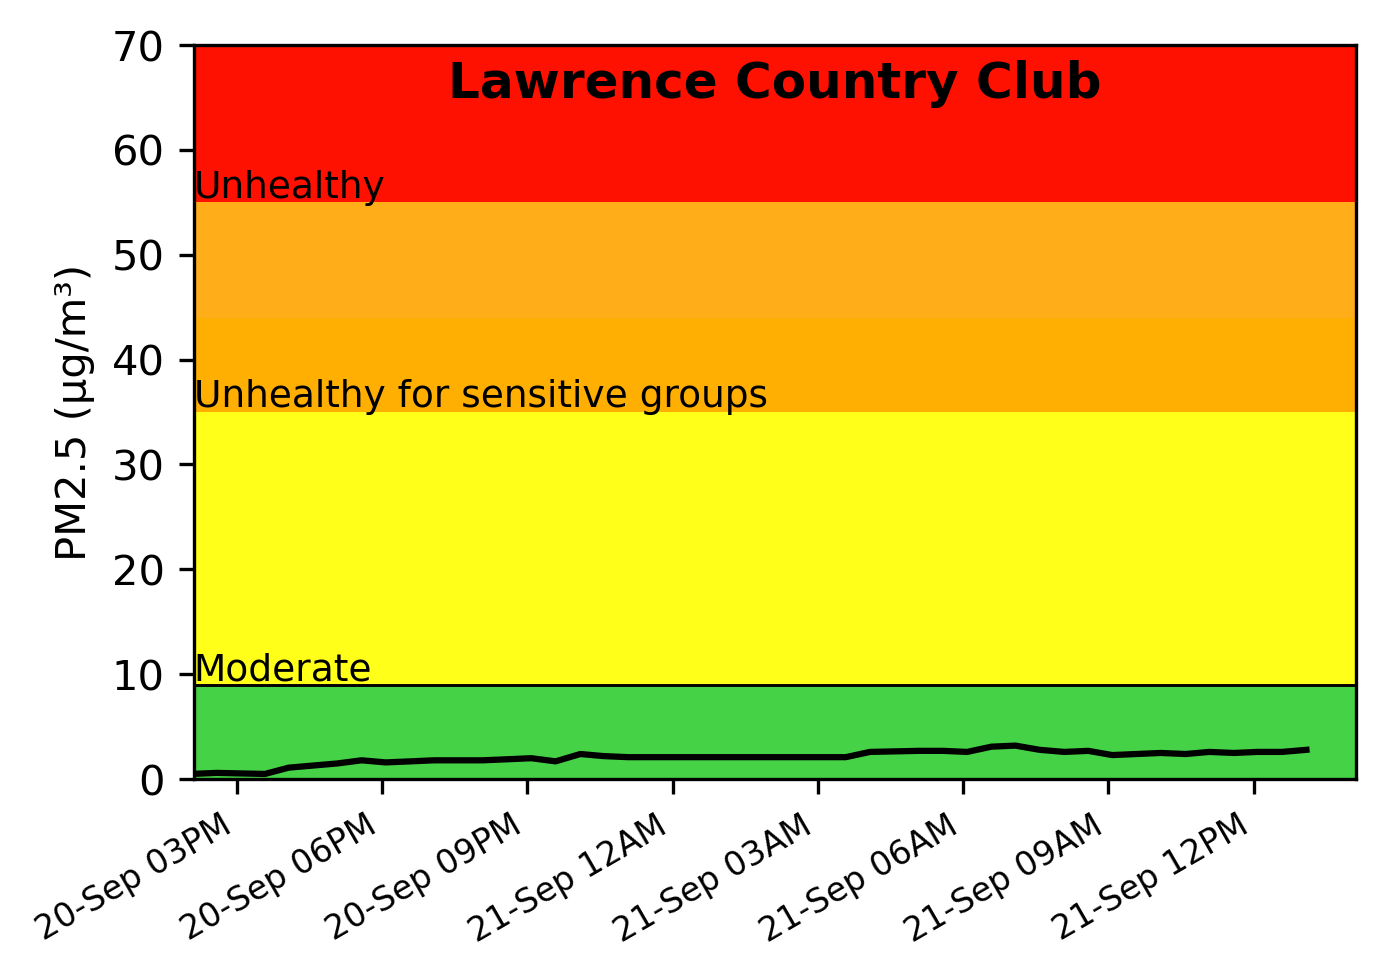 Lawrence Country Club
70
60
50
40
30
20
10
0
PM2.5 (µg/m³)
Unhealthy
Unhealthy for sensitive groups
Moderate
20-Sep 03PM
20-Sep 06PM
20-Sep 09PM
21-Sep 12AM
21-Sep 03AM
21-Sep 06AM
21-Sep 09AM
21-Sep 12PM